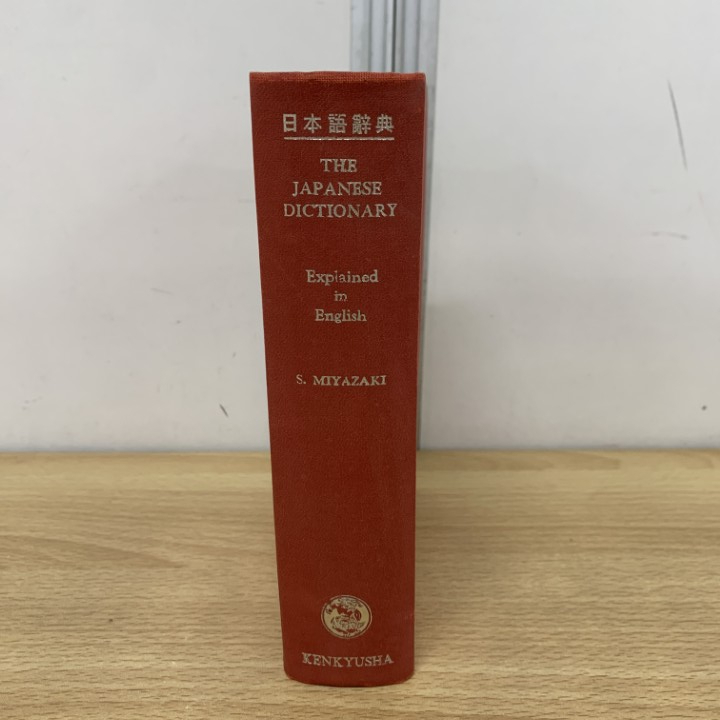 日本語辭典
THE
JAPANESE
DICTIONARY
Explained
in
English
S. MIYAZAKI
KENKYUSHA